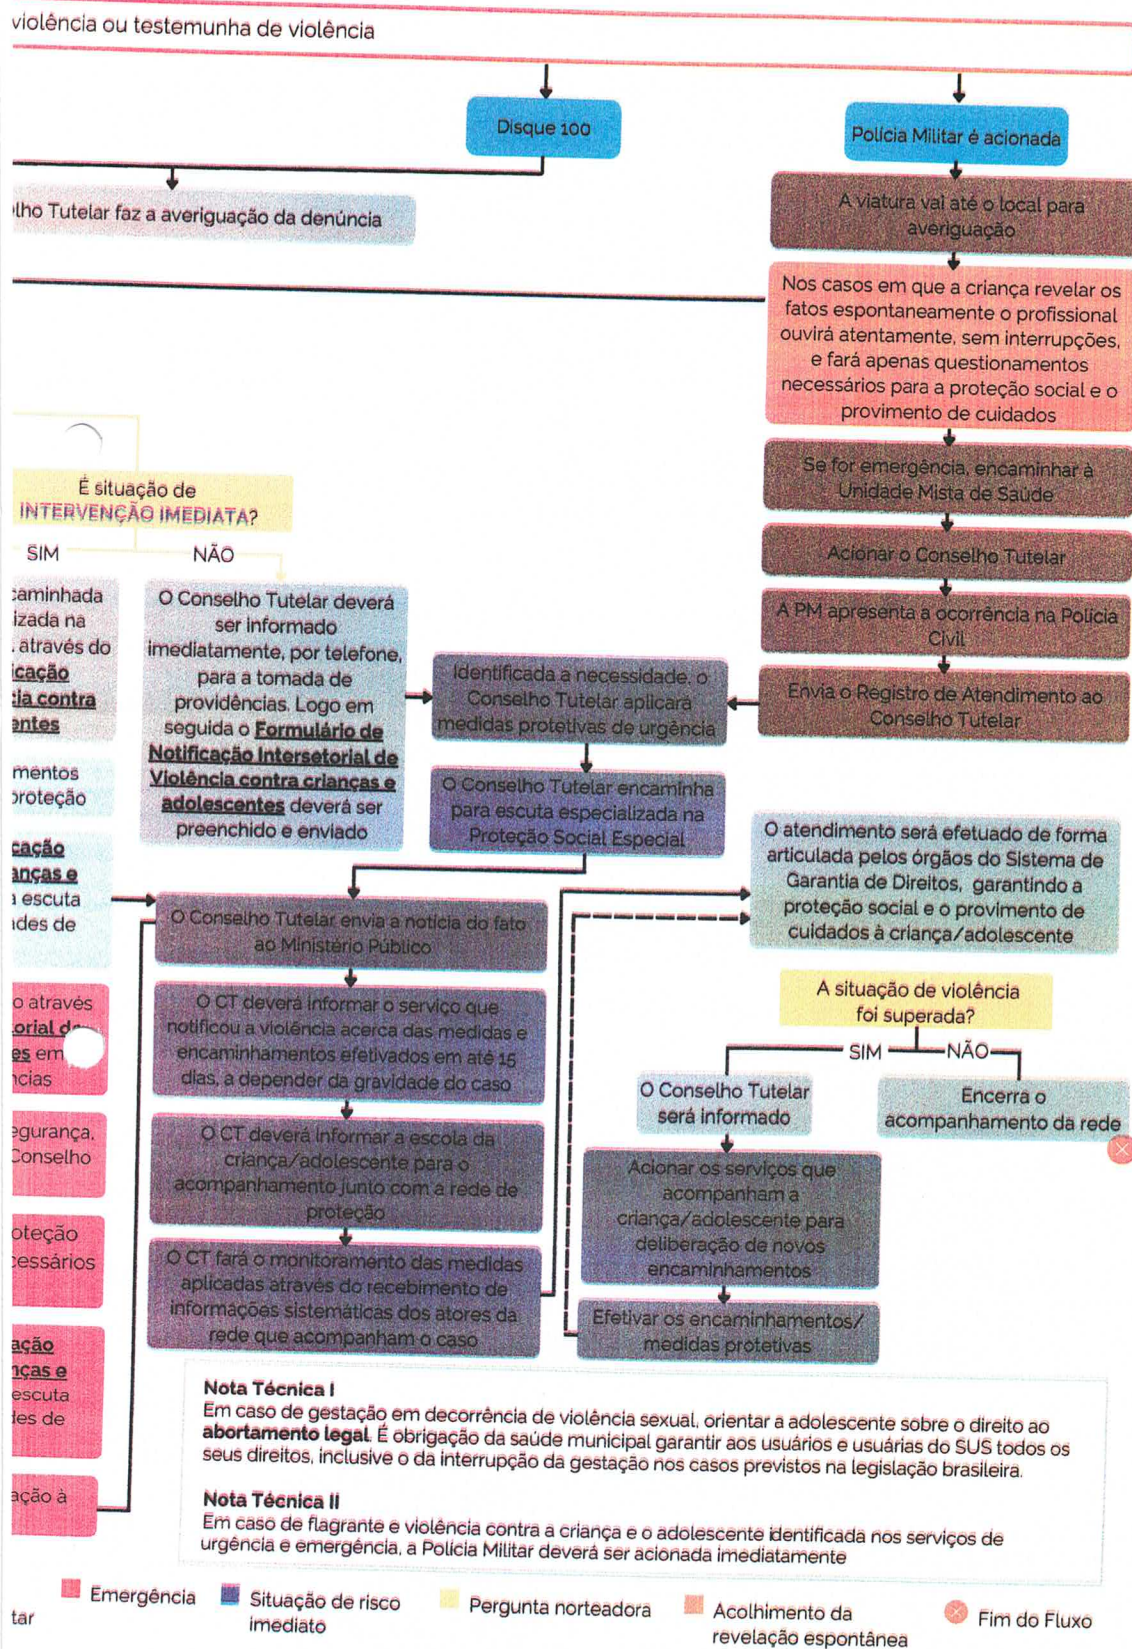 violência ou testemunha de violência
Disque 100
Polícia Militar é acionada
lho Tutelar faz a averiguação da denúncia
A viatura vai até o local para
averiguação
Nos casos em que a criança revelar os
fatos espontaneamente o profissional
ouvirá atentamente, sem interrupções,
e fará apenas questionamentos
necessários para a proteção social e o
provimento de cuidados
Se for emergência, encaminhar à
Unidade Mista de Saúde
Acionar o Conselho Tutelar
A PM apresenta a ocorrência na Polícia
Civil
Envia o Registro de Atendimento ao
Conselho Tutelar
É situação de
INTERVENÇÃO IMEDIATA?
SIM
NÃO
caminhada
izada na
. através do
icação
ia contra
entes
O Conselho Tutelar deverá
ser informado
imediatamente, por telefone,
para a tomada de
providências. Logo em
seguida o Formulário de
Notificação Intersetorial de
Violência contra crianças e
adolescentes deverá ser
preenchido e enviado
Identificada a necessidade, o
Conselho Tutelar aplicará
medidas protetivas de urgência
O Conselho Tutelar encaminha
para escuta especializada na
Proteção Social Especial
mentos
proteção
cação
anças e
a escuta
ides de
O atendimento será efetuado de forma
articulada pelos órgãos do Sistema de
Garantia de Direitos, garantindo a
proteção social e o provimento de
cuidados à criança/adolescente
O Conselho Tutelar envia a notícia do fato
ao Ministério Público
O CT deverá informar o serviço que
notificou a violência acerca das medidas e
encaminhamentos efetivados em até 15
dias, a depender da gravidade do caso
O CT deverá informar a escola da
criança/adolescente para o
acompanhamento junto com a rede de
proteção
O CT fará o monitoramento das medidas
aplicadas através do recebimento de
informações sistemáticas dos atores da
rede que acompanham o caso
A situação de violência
foi superada?
SIM
NÃO
O Conselho Tutelar
será informado
Encerra o
acompanhamento da rede
Acionar os serviços que
acompanham a
criança/adolescente para
deliberação de novos
encaminhamentos
Efetivar os encaminhamentos/
medidas protetivas
o através
orial de
es em
ncias
egurança,
Conselho
oteção
cessários
ação
nças e
escuta
des de
ação à
Nota Técnica I
Em caso de gestação em decorrência de violência sexual, orientar a adolescente sobre o direito ao
abortamento legal. É obrigação da saúde municipal garantir aos usuários e usuárias do SUS todos os
seus direitos, inclusive o da interrupção da gestação nos casos previstos na legislação brasileira.
Nota Técnica II
Em caso de flagrante e violência contra a criança e o adolescente identificada nos serviços de
urgência e emergência, a Polícia Militar deverá ser acionada imediatamente
tar
Emergência
Situação de risco
imediato
Pergunta norteadora
Acolhimento da
revelação espontânea
Fim do Fluxo